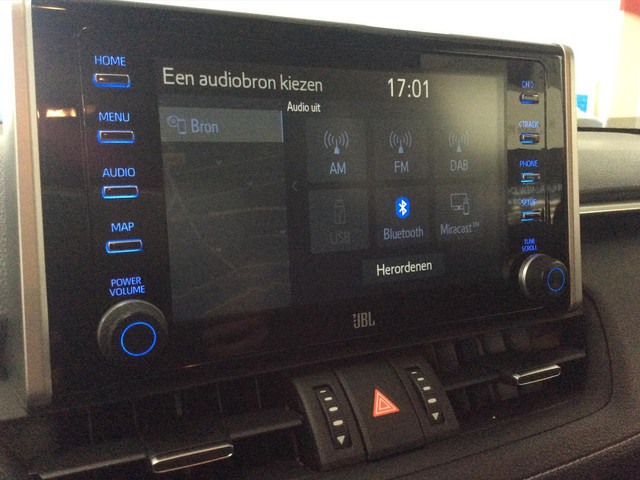 HOME
MENU
AUDIO
MAP
POWER
VOLUME
Een audiobron kiezen
17:01
Audio uit
Bron
AM
FM
DAB
USB
Bluetooth
Miracast™
Herordenen
JBL
PHONE
SETUP
TUNE
SCROLL